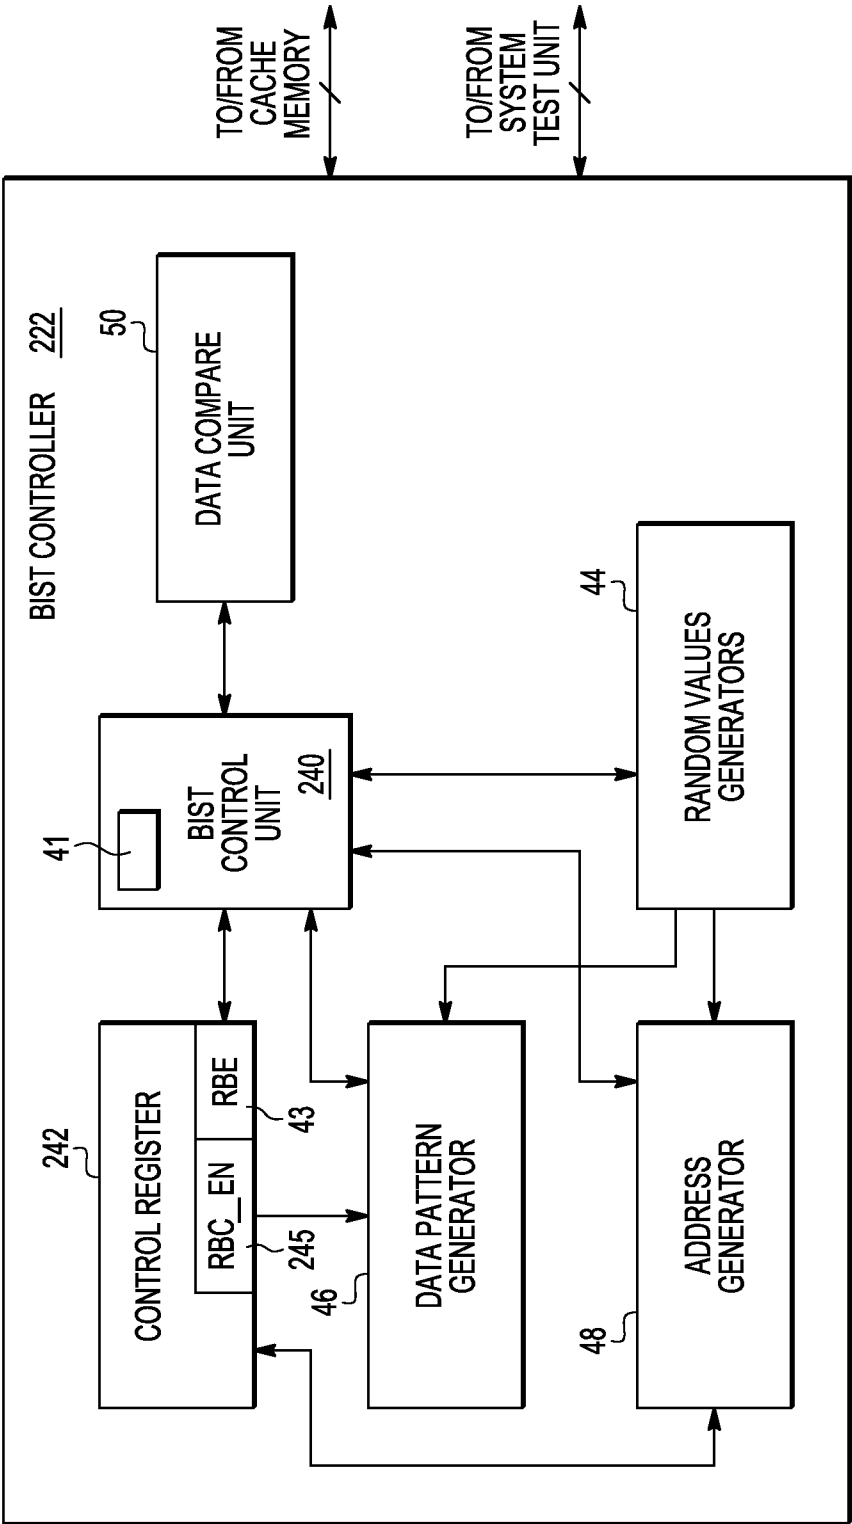 BIST CONTROLLER
222
242
CONTROL REGISTER
RBC_EN
RBE
245
43
41
BIST
CONTROL
UNIT
240
50
DATA COMPARE
UNIT
TO/FROM
CACHE
MEMORY
46
DATA PATTERN
GENERATOR
TO/FROM
SYSTEM
TEST UNIT
48
ADDRESS
GENERATOR
44
RANDOM VALUES
GENERATORS